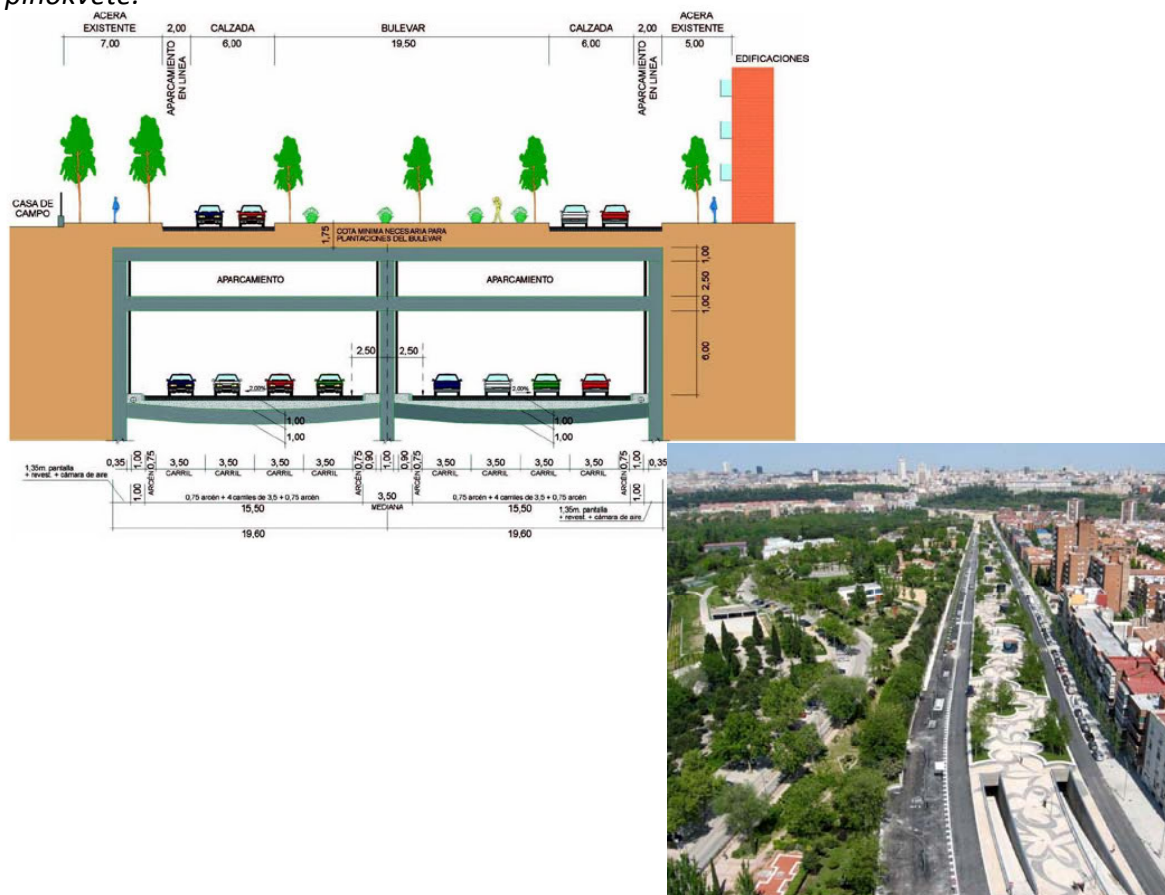 plnokvěté.
ACERA EXISTENTE
7,00
2,00
APARCAMIENTO EN LINEA
CALZADA
6,00
BULEVAR
19,50
CALZADA
6,00
2,00
APARCAMIENTO EN LINEA
ACERA EXISTENTE
5,00
EDIFICACIONES
CASA DE CAMPO
1,75
COTA MINIMA NECESARIA PARA
PLANTACIONES DEL BULEVAR
APARCAMIENTO
APARCAMIENTO
1,00
2,50
1,00
6,00
2,50
2,50
2,00%
2,00%
1,00
1,00
1,00
1,00
0,35
1,00
0,75
3,50
3,50
3,50
3,50
0,75
0,90
1,00
0,90
0,75
3,50
3,50
3,50
3,50
0,75
1,00
0,35
ARCÉN
CARRIL
CARRIL
CARRIL
CARRIL
ARCÉN
ARCÉN
CARRIL
CARRIL
CARRIL
CARRIL
ARCÉN
1,35m. pantalla
+ revest. + cámara de aire
1,00
0,75 arcén + 4 carriles de 3,5 + 0,75 arcén
3,50
MEDIANA
0,75 arcén + 4 carriles de 3,5 + 0,75 arcén
1,00
15,50
15,50
1,35m. pantalla
+ revest. + cámara de aire
19,60
19,60